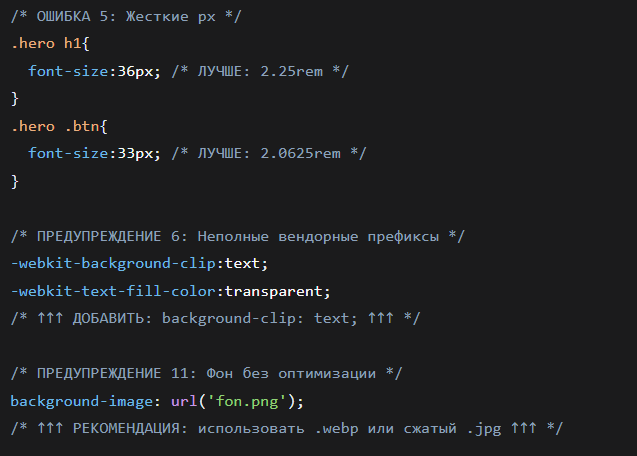 /* ОШИБКА 5: Жесткие px */
.hero h1{
  font-size:36px; /* ЛУЧШЕ: 2.25rem */
}
.hero .btn{
  font-size:33px; /* ЛУЧШЕ: 2.0625rem */
}

/* ПРЕДУПРЕЖДЕНИЕ 6: Неполные вендорные префиксы */
-webkit-background-clip:text;
-webkit-text-fill-color:transparent;
/* ↑↑↑ ДОБАВИТЬ: background-clip: text; ↑↑↑ */

/* ПРЕДУПРЕЖДЕНИЕ 11: Фон без оптимизации */
background-image: url('fon.png');
/* ↑↑↑ РЕКОМЕНДАЦИЯ: использовать .webp или сжатый .jpg ↑↑↑ */